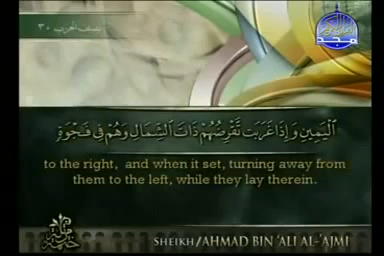 نصف الحزب ٣٠
مجد
الْيَمِينِ وَإِذَا غَرَبَت تَّقْرِضُهُمْ ذَاتَ الشِّمَالِ وَهُمْ فِي فَجْوَةٍ
to the right, and when it set, turning away from
them to the left, while they lay therein.
SHEIKH/AHMAD BIN 'ALI AL-'AJMI